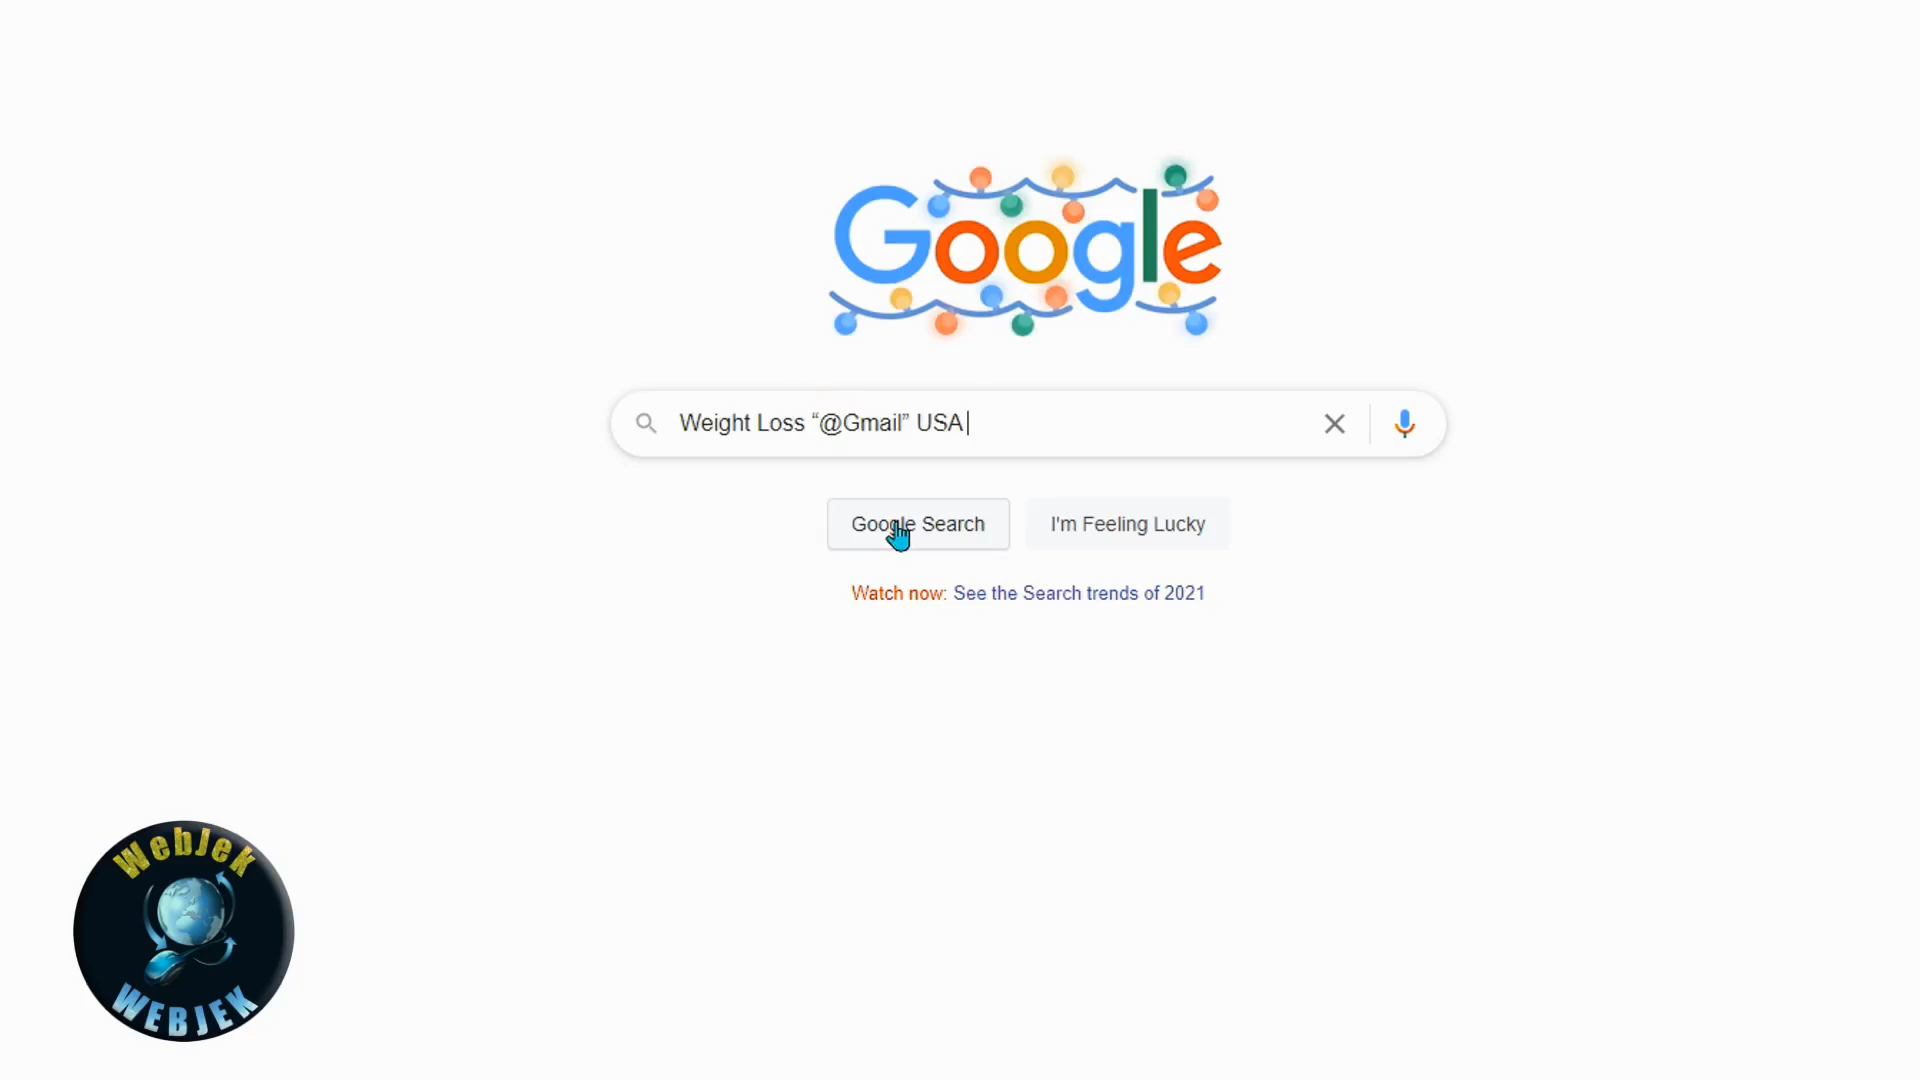 Google
Weight Loss “@Gmail” USA
Google Search
I'm Feeling Lucky
Watch now: See the Search trends of 2021
WebJek
WEBJEK